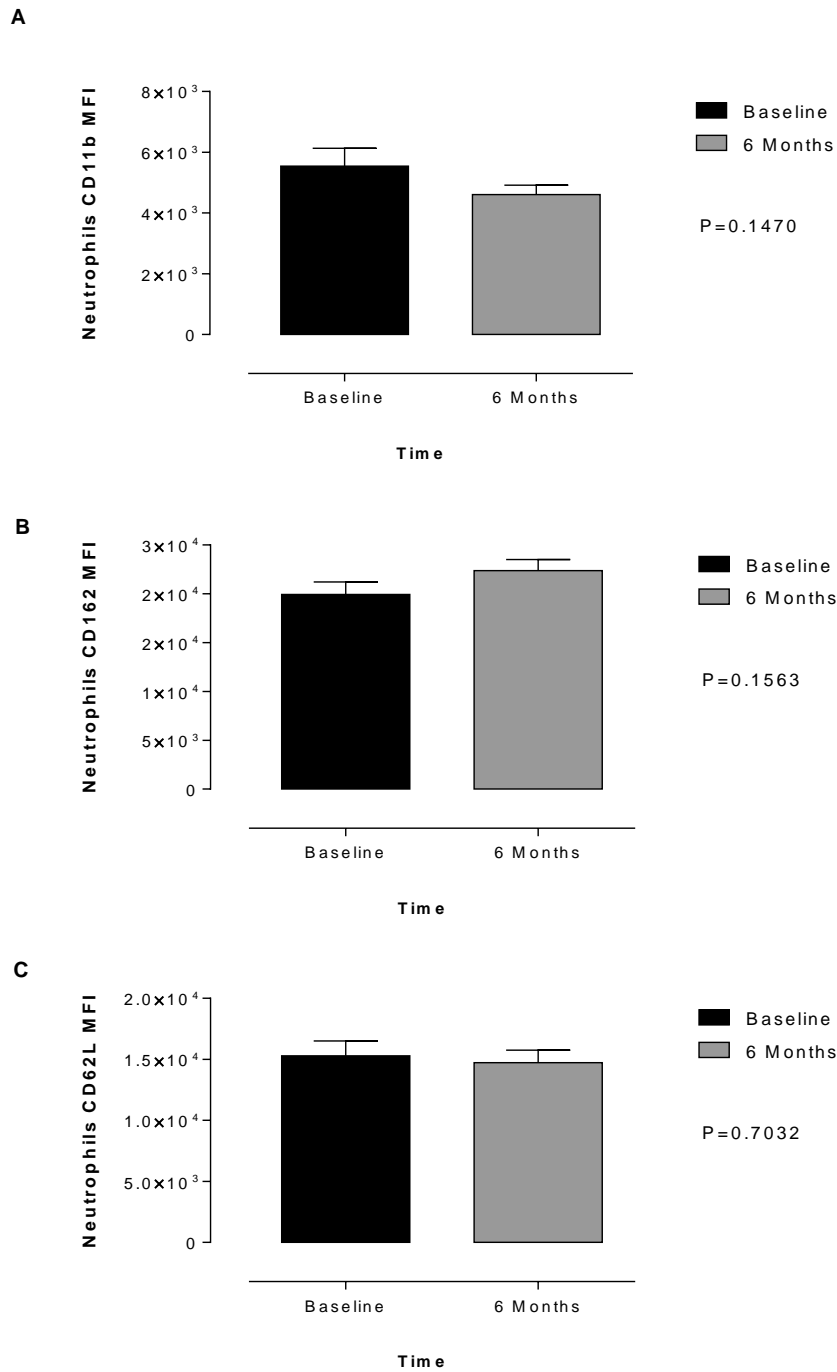 A
Neutrophils CD11b MFI
8×10³
6×10³
4×10³
2×10³
0
Baseline
6 Months
P=0.1470
Baseline
6 Months
Time
B
Neutrophils CD162 MFI
3×10⁴
2×10⁴
2×10⁴
1×10⁴
5×10³
0
Baseline
6 Months
P=0.1563
Baseline
6 Months
Time
C
Neutrophils CD62L MFI
2.0×10⁴
1.5×10⁴
1.0×10⁴
5.0×10³
0
Baseline
6 Months
P=0.7032
Baseline
6 Months
Time